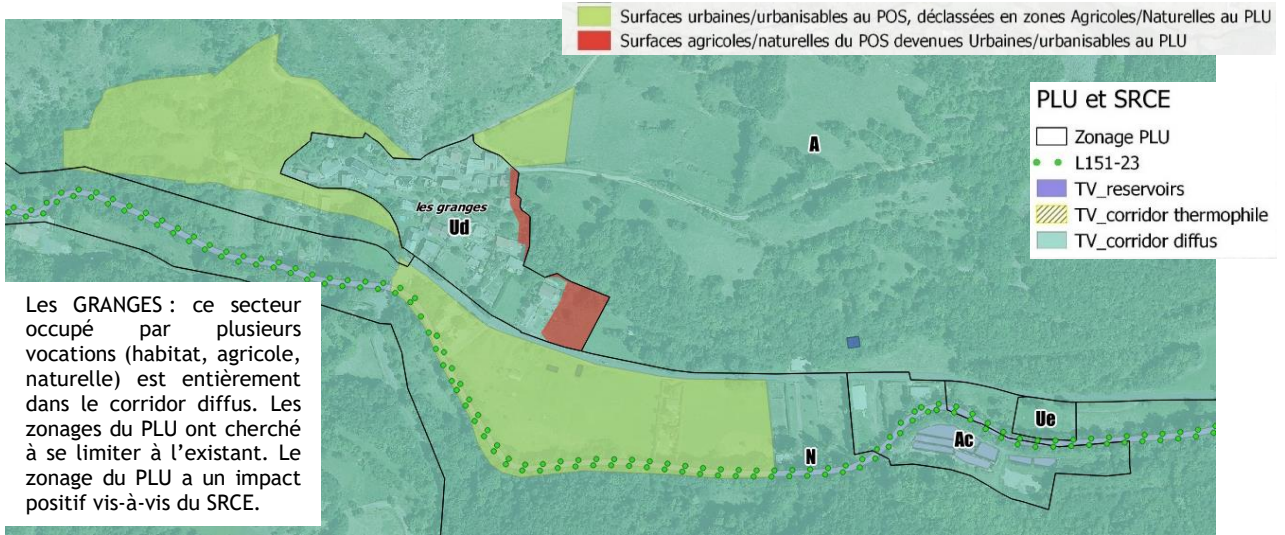 Surfaces urbaines/urbanisables au POS, déclassées en zones Agricoles/Naturelles au PLU
Surfaces agricoles/naturelles du POS devenues Urbaines/urbanisables au PLU
PLU et SRCE
Zonage PLU
L151-23
TV_reservoirs
TV_corridor thermophile
TV_corridor diffus
A
les granges
Ud
Les GRANGES : ce secteur
occupé par plusieurs
vocations (habitat, agricole,
naturelle) est entièrement
dans le corridor diffus. Les
zonages du PLU ont cherché
à se limiter à l’existant. Le
zonage du PLU a un impact
positif vis-à-vis du SRCE.
N
Ac
Ue